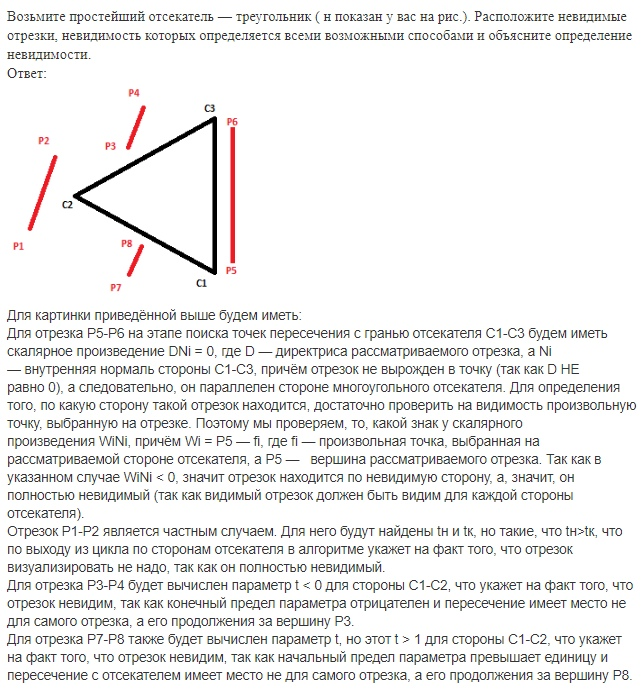 Возьмите простейший отсекатель — треугольник ( н показан у вас на рис.). Расположите невидимые
отрезки, невидимость которых определяется всеми возможными способами и объясните определение
невидимости.
Ответ:
P4
C3
P6
P2
P3
C2
P8
P1
P7
C1
P5
Для картинки приведённой выше будем иметь:
Для отрезка P5-P6 на этапе поиска точек пересечения с гранью отсекателя C1-C3 будем иметь
скалярное произведение DNi = 0, где D — директриса рассматриваемого отрезка, а Ni
— внутренняя нормаль стороны C1-C3, причём отрезок не вырожден в точку (так как D НЕ
равно 0), а следовательно, он параллелен стороне многоугольного отсекателя. Для определения
того, по какую сторону такой отрезок находится, достаточно проверить на видимость произвольную
точку, выбранную на отрезке. Поэтому мы проверяем, то, какой знак у скалярного
произведения WiNi, причём Wi = P5 — fi, где fi — произвольная точка, выбранная на
рассматриваемой стороне отсекателя, а P5 — вершина рассматриваемого отрезка. Так как в
указанном случае WiNi < 0, значит отрезок находится по невидимую сторону, а, значит, он
полностью невидимый (так как видимый отрезок должен быть видим для каждой стороны
отсекателя).
Отрезок P1-P2 является частным случаем. Для него будут найдены tн и tк, но такие, что tн>tк, что
по выходу из цикла по сторонам отсекателя в алгоритме укажет на факт того, что отрезок
визуализировать не надо, так как он полностью невидимый.
Для отрезка P3-P4 будет вычислен параметр t < 0 для стороны C1-C2, что укажет на факт того, что
отрезок невидим, так как конечный предел параметра отрицателен и пересечение имеет место не
для самого отрезка, а его продолжения за вершину P3.
Для отрезка P7-P8 также будет вычислен параметр t, но этот t > 1 для стороны C1-C2, что укажет
на факт того, что отрезок невидим, так как начальный предел параметра превышает единицу и
пересечение с отсекателем имеет место не для самого отрезка, а его продолжения за вершину P8.